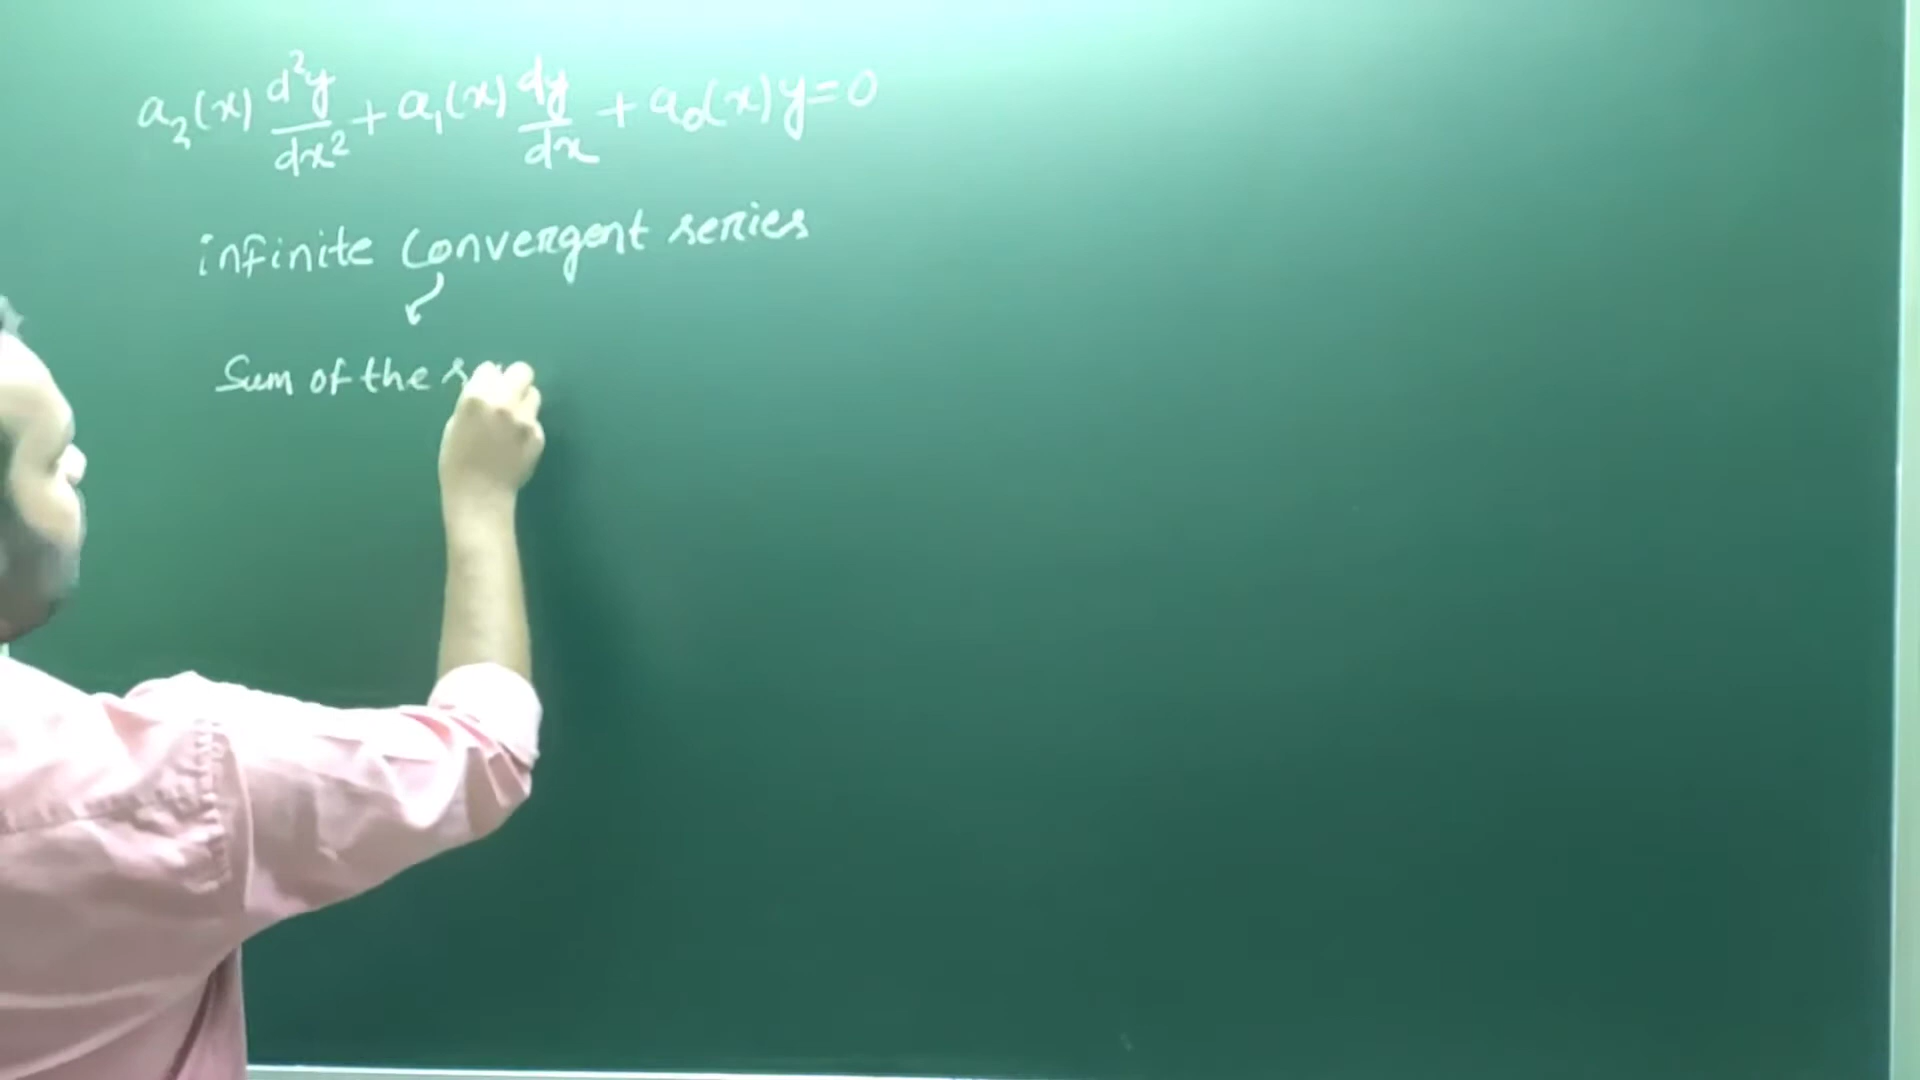 a₂(x) d²y/dx² + a₁(x) dy/dx + a₀(x)y=0
infinite convergent series
Sum of the